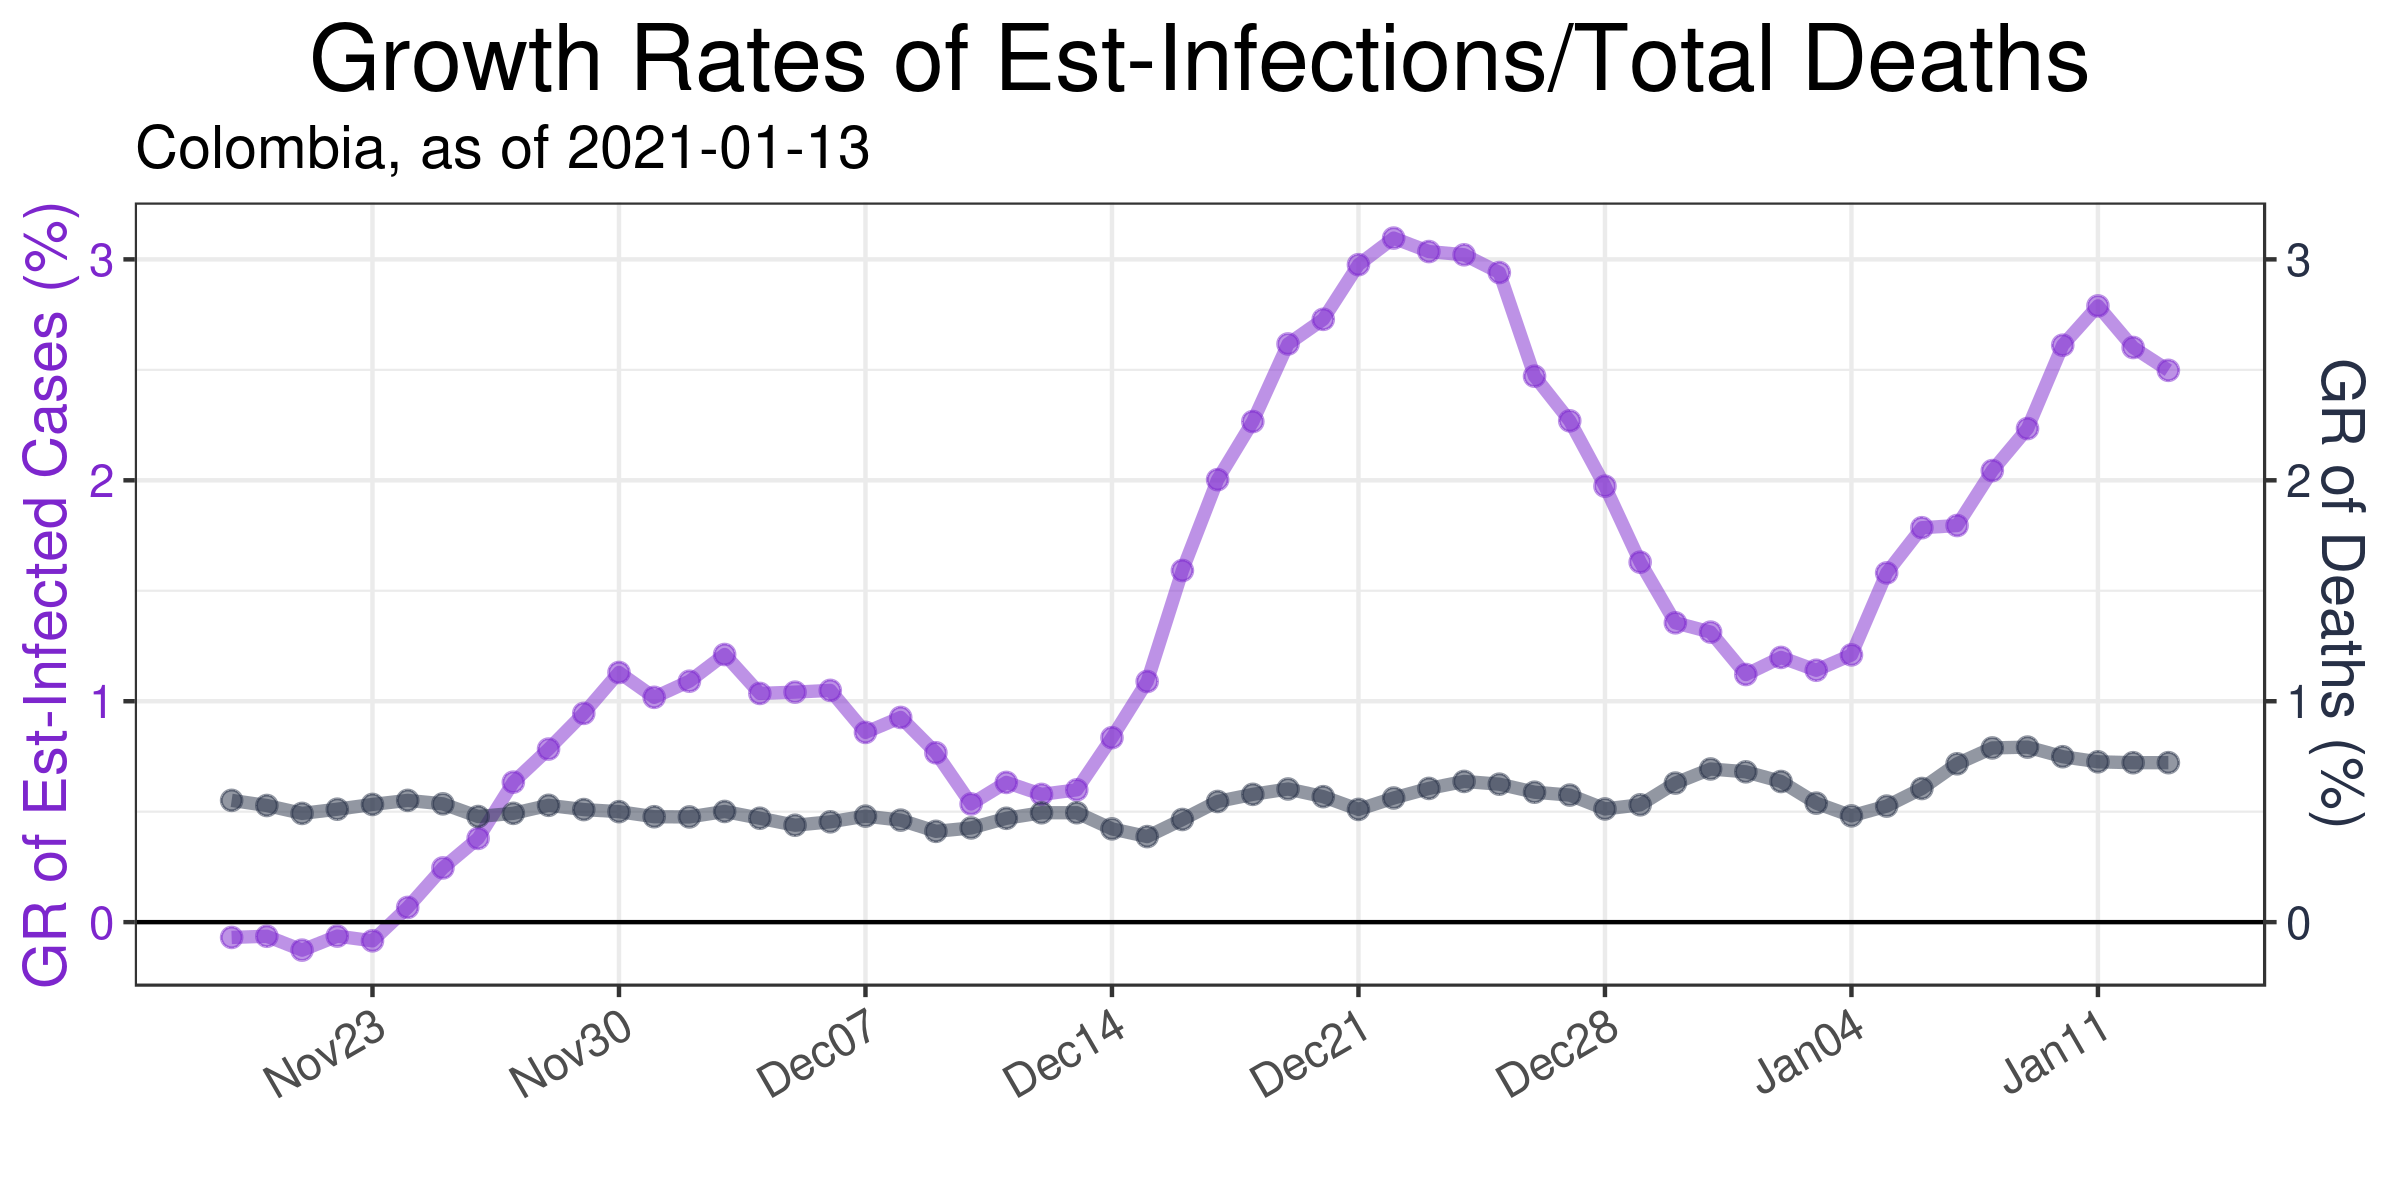 Growth Rates of Est-Infections/Total Deaths
Colombia, as of 2021-01-13
GR of Est-Infected Cases (%)
3
2
1
0
3
2
1
0
GR of Deaths (%)
Nov23
Nov30
Dec07
Dec14
Dec21
Dec28
Jan04
Jan11